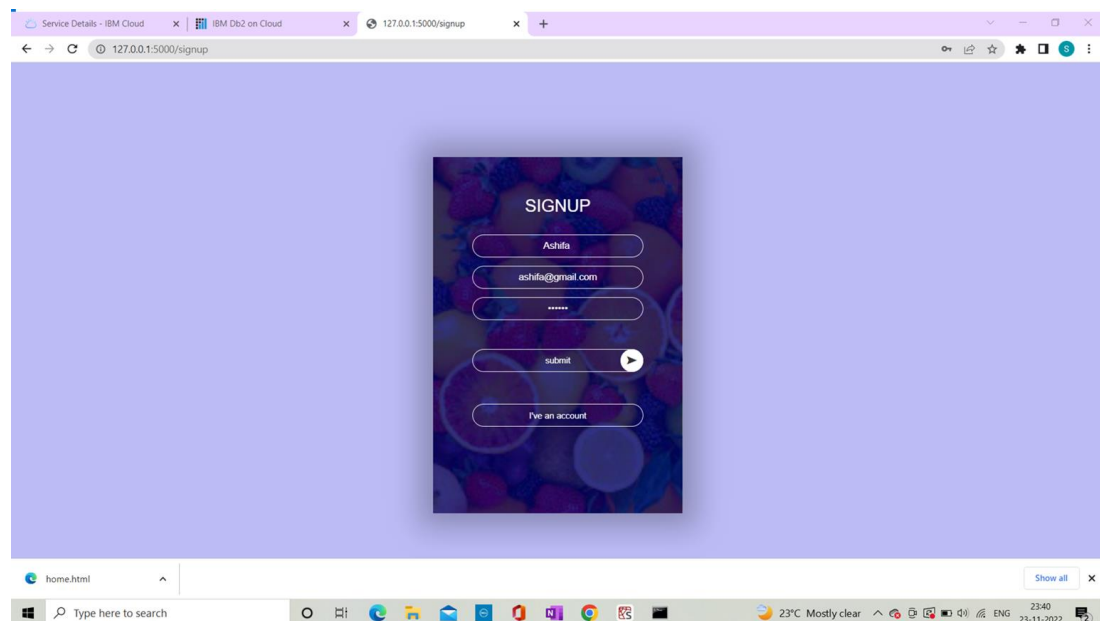 Service Details - IBM Cloud
IBM Db2 on Cloud
127.0.0.1:5000/signup
127.0.0.1:5000/signup
S
SIGNUP
Ashifa
ashifa@gmail.com
••••••
submit
I've an account
home.html
Show all
Type here to search
23°C Mostly clear
ENG
23:40
23-11-2022